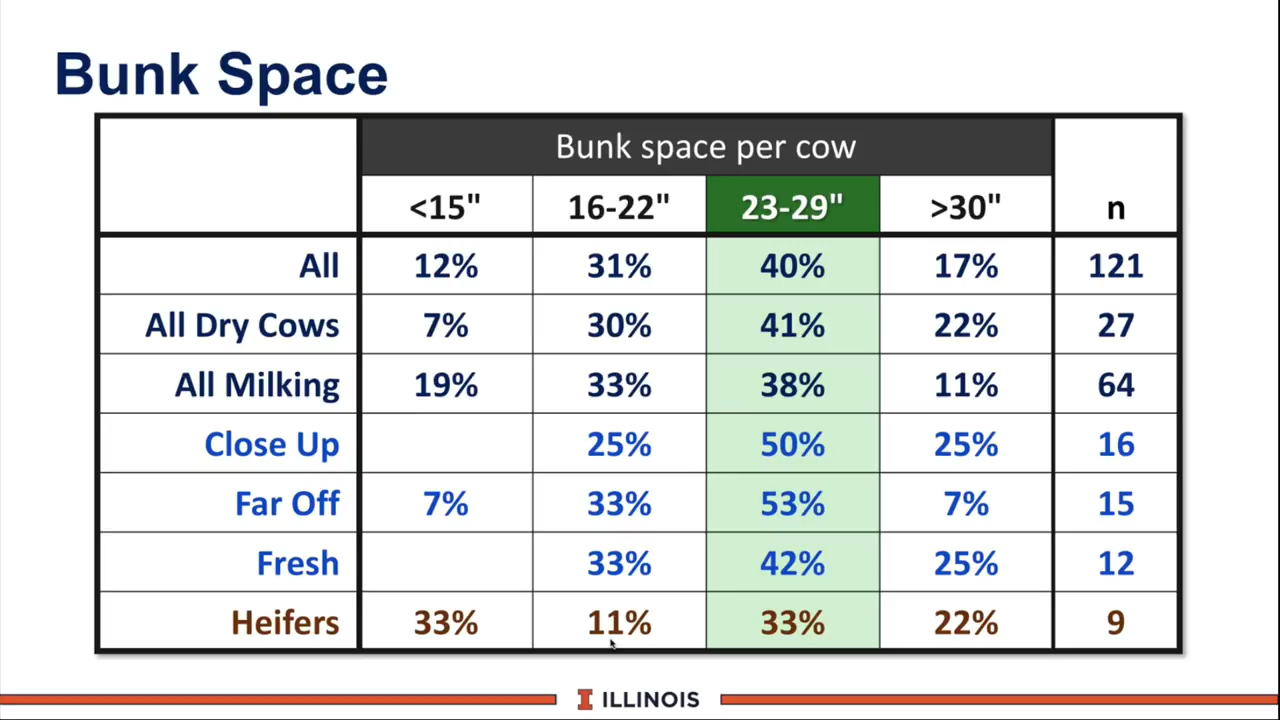 Bunk Space
Bunk space per cow
<15" 16-22" 23-29" >30" n
All 12% 31% 40% 17% 121
All Dry Cows 7% 30% 41% 22% 27
All Milking 19% 33% 38% 11% 64
Close Up 25% 50% 25% 16
Far Off 7% 33% 53% 7% 15
Fresh 33% 42% 25% 12
Heifers 33% 11% 33% 22% 9
I ILLINOIS